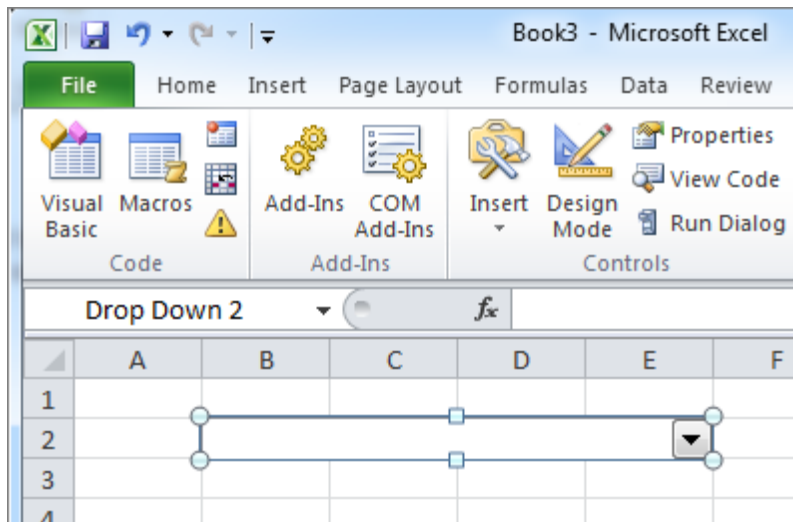 Book3 - Microsoft Excel
File Home Insert Page Layout Formulas Data Review
Visual Basic Macros Add-Ins COM Add-Ins Insert Design Mode Properties View Code Run Dialog
Code Add-Ins Controls
Drop Down 2 fx
A B C D E F
1
2
3
4